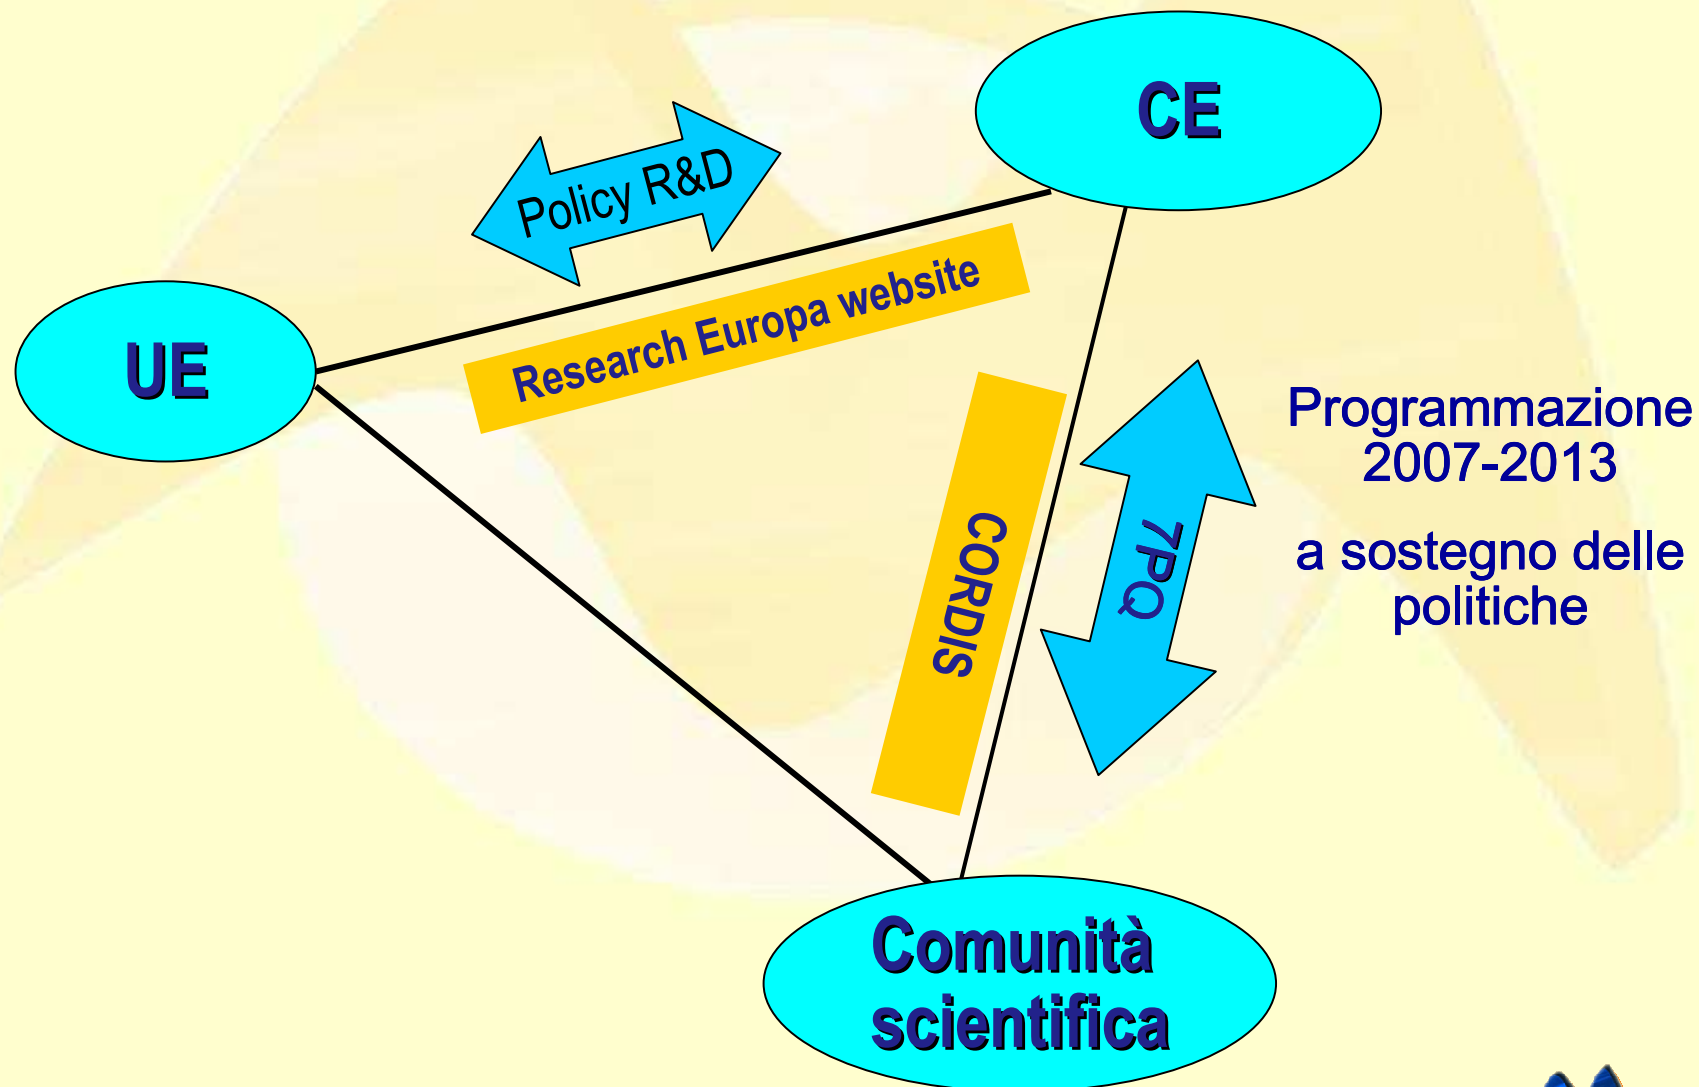 CE
Policy R&D
Research Europa website
UE
CORDIS
7PQ
Programmazione
2007-2013
a sostegno delle
politiche
Comunità
scientifica